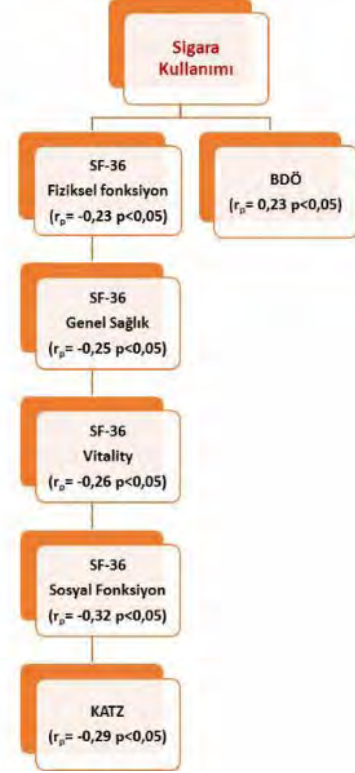 Sigara
Kullanımı
SF-36
Fiziksel fonksiyon
(rp= -0,23 p<0,05)
BDÖ
(rp= 0,23 p<0,05)
SF-36
Genel Sağlık
(rp= -0,25 p<0,05)
SF-36
Vitality
(rp= -0,26 p<0,05)
SF-36
Sosyal Fonksiyon
(rp= -0,32 p<0,05)
KATZ
(rp= -0,29 p<0,05)